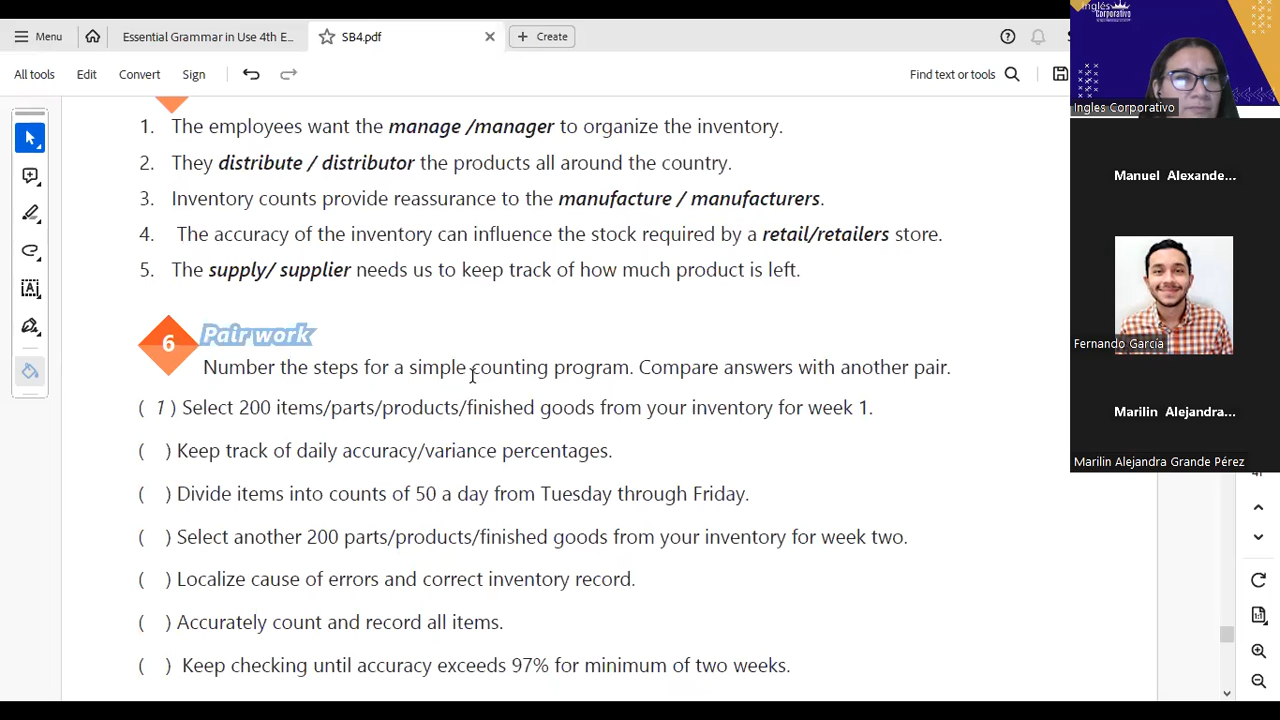 Menu
Essential Grammar in Use 4th E...
SB4.pdf
Create
All tools
Edit
Convert
Sign
Find text or tools
1. The employees want the manage /manager to organize the inventory.
2. They distribute / distributor the products all around the country.
3. Inventory counts provide reassurance to the manufacture / manufacturers.
4. The accuracy of the inventory can influence the stock required by a retail/retailers store.
5. The supply/ supplier needs us to keep track of how much product is left.
6
Pair work
Number the steps for a simple counting program. Compare answers with another pair.
( 1 ) Select 200 items/parts/products/finished goods from your inventory for week 1.
( ) Keep track of daily accuracy/variance percentages.
( ) Divide items into counts of 50 a day from Tuesday through Friday.
( ) Select another 200 parts/products/finished goods from your inventory for week two.
( ) Localize cause of errors and correct inventory record.
( ) Accurately count and record all items.
( ) Keep checking until accuracy exceeds 97% for minimum of two weeks.
Inglés
Corporativo
Ingles Corporativo
Manuel Alexande...
Fernando García
Marilin Alejandra...
Marilin Alejandra Grande Pérez